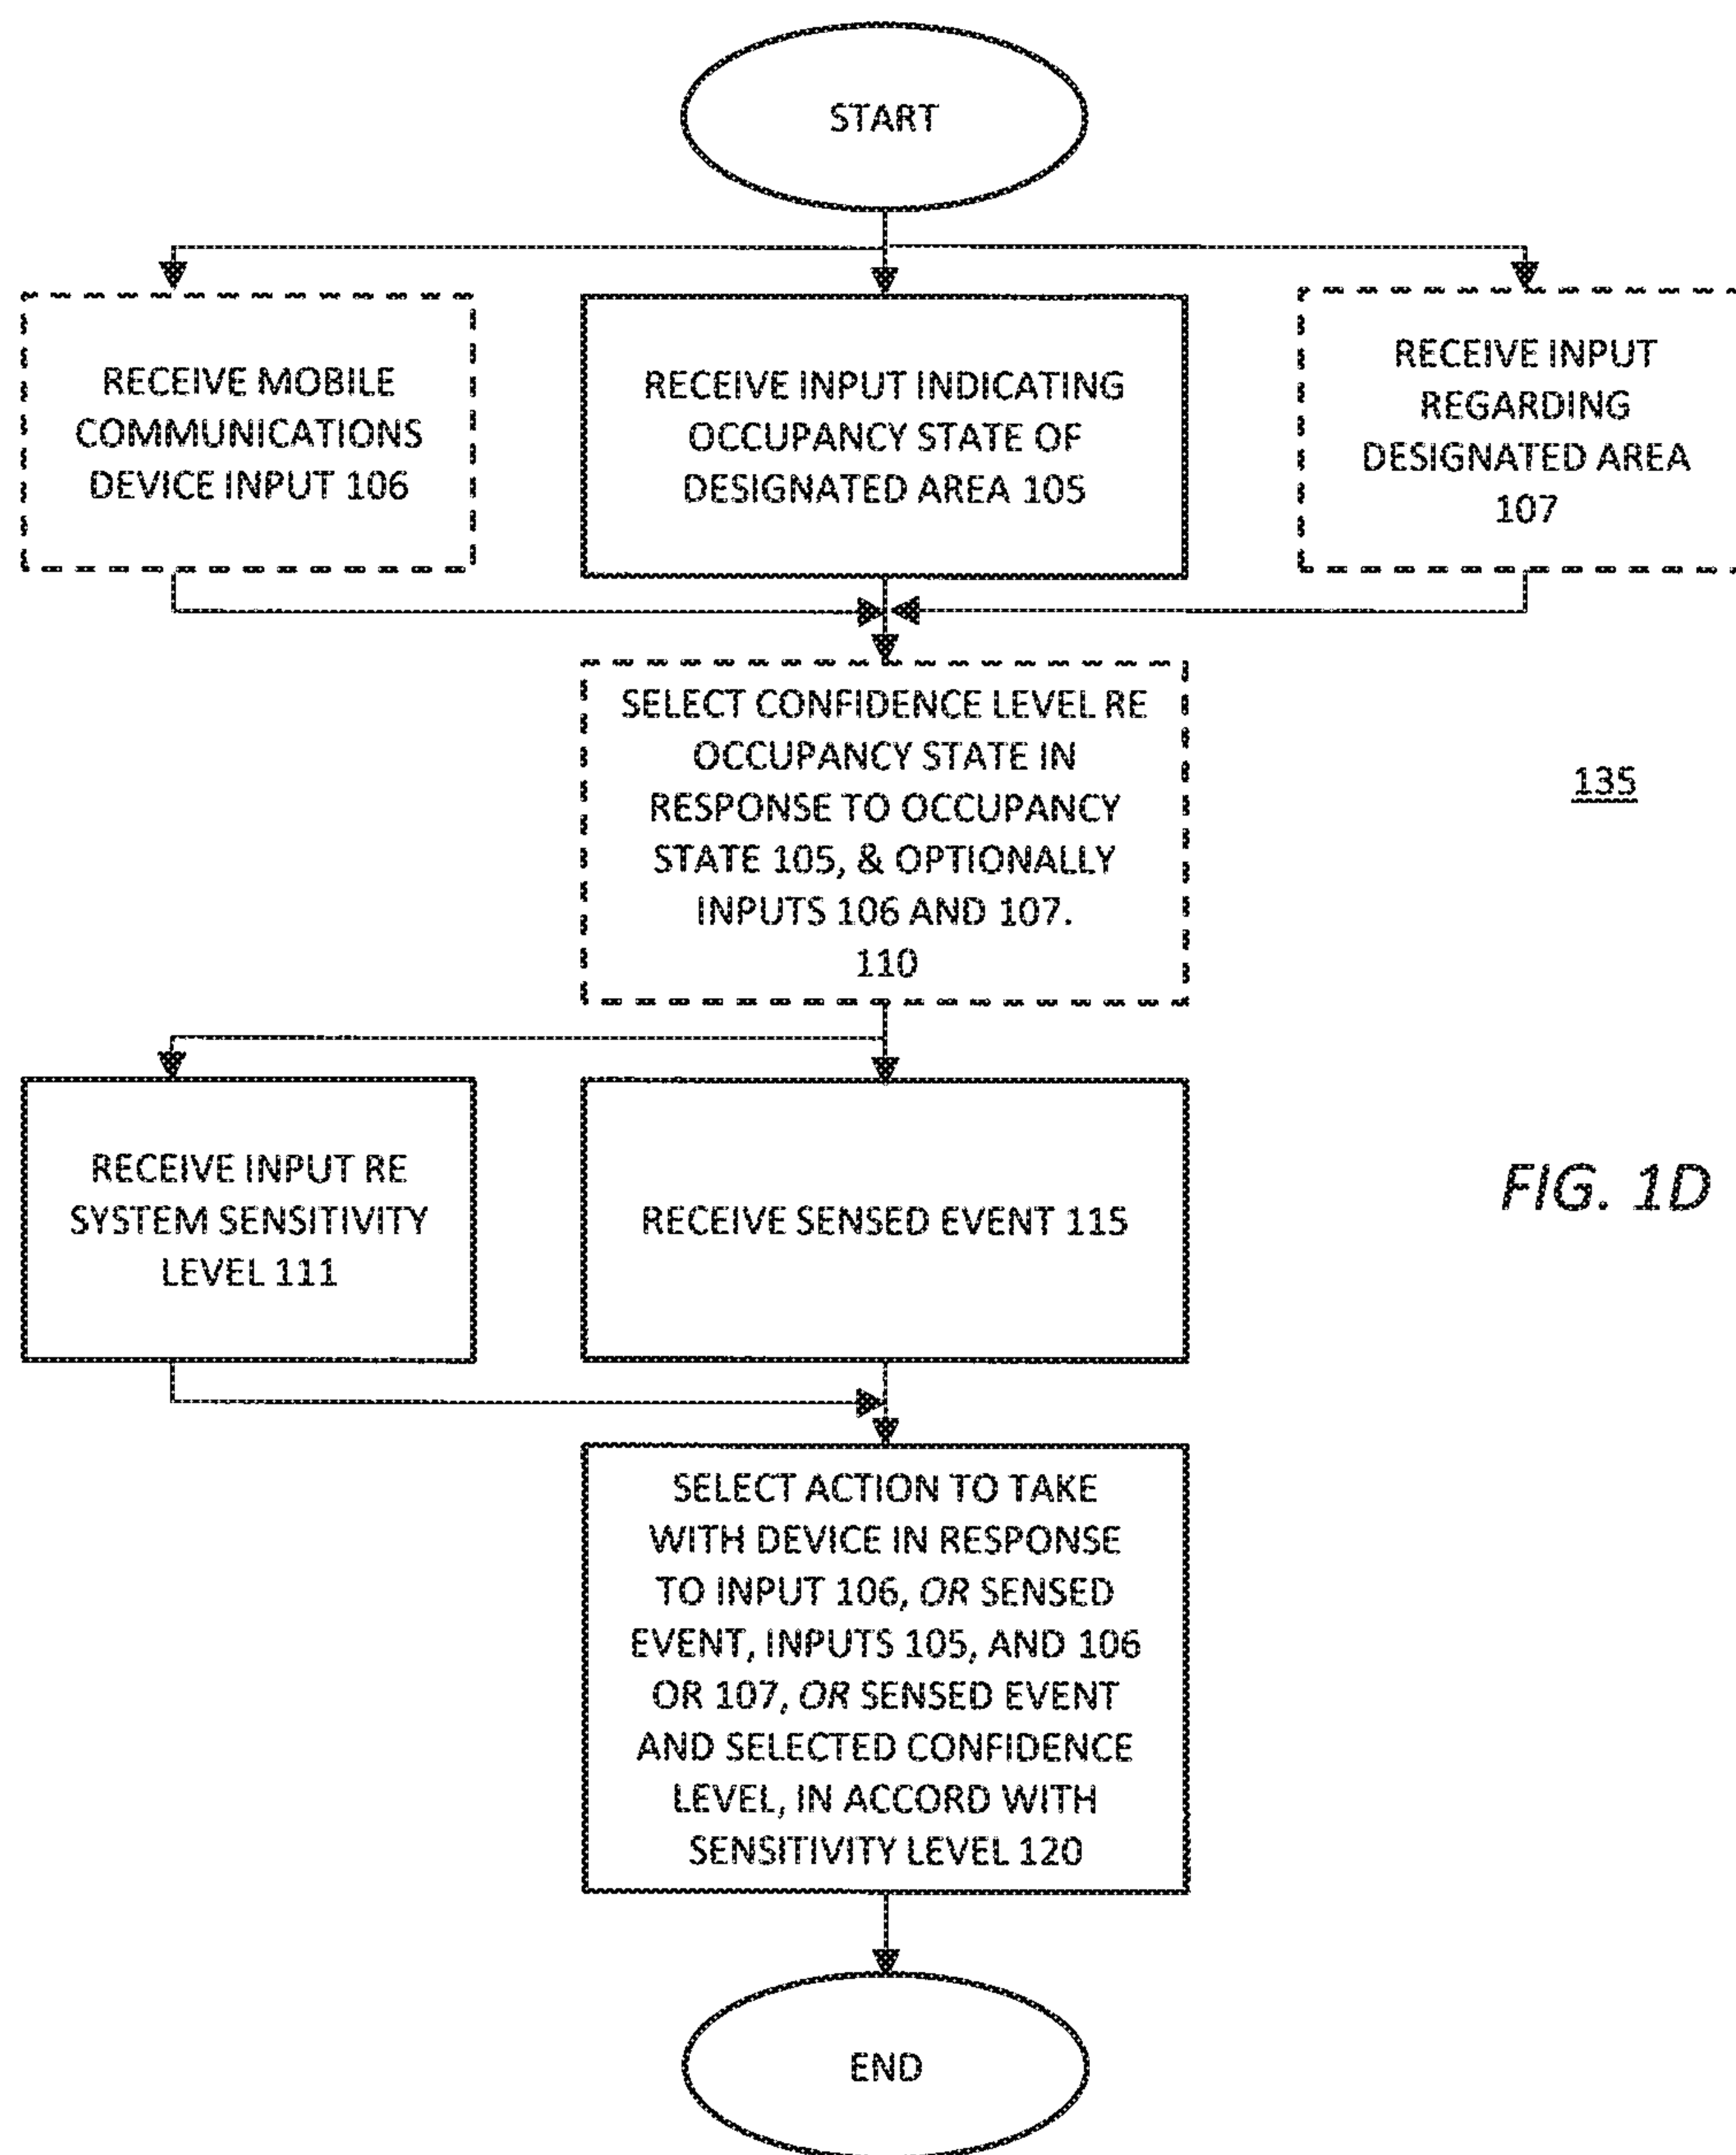 START
RECEIVE MOBILE
COMMUNICATIONS
DEVICE INPUT 106
RECEIVE INPUT INDICATING
OCCUPANCY STATE OF
DESIGNATED AREA 105
RECEIVE INPUT
REGARDING
DESIGNATED AREA
107
SELECT CONFIDENCE LEVEL RE
OCCUPANCY STATE IN
RESPONSE TO OCCUPANCY
STATE 105, & OPTIONALLY
INPUTS 106 AND 107.
110
135
RECEIVE INPUT RE
SYSTEM SENSITIVITY
LEVEL 111
RECEIVE SENSED EVENT 115
FIG. 1D
SELECT ACTION TO TAKE
WITH DEVICE IN RESPONSE
TO INPUT 106, OR SENSED
EVENT, INPUTS 105, AND 106
OR 107, OR SENSED EVENT
AND SELECTED CONFIDENCE
LEVEL, IN ACCORD WITH
SENSITIVITY LEVEL 120
END